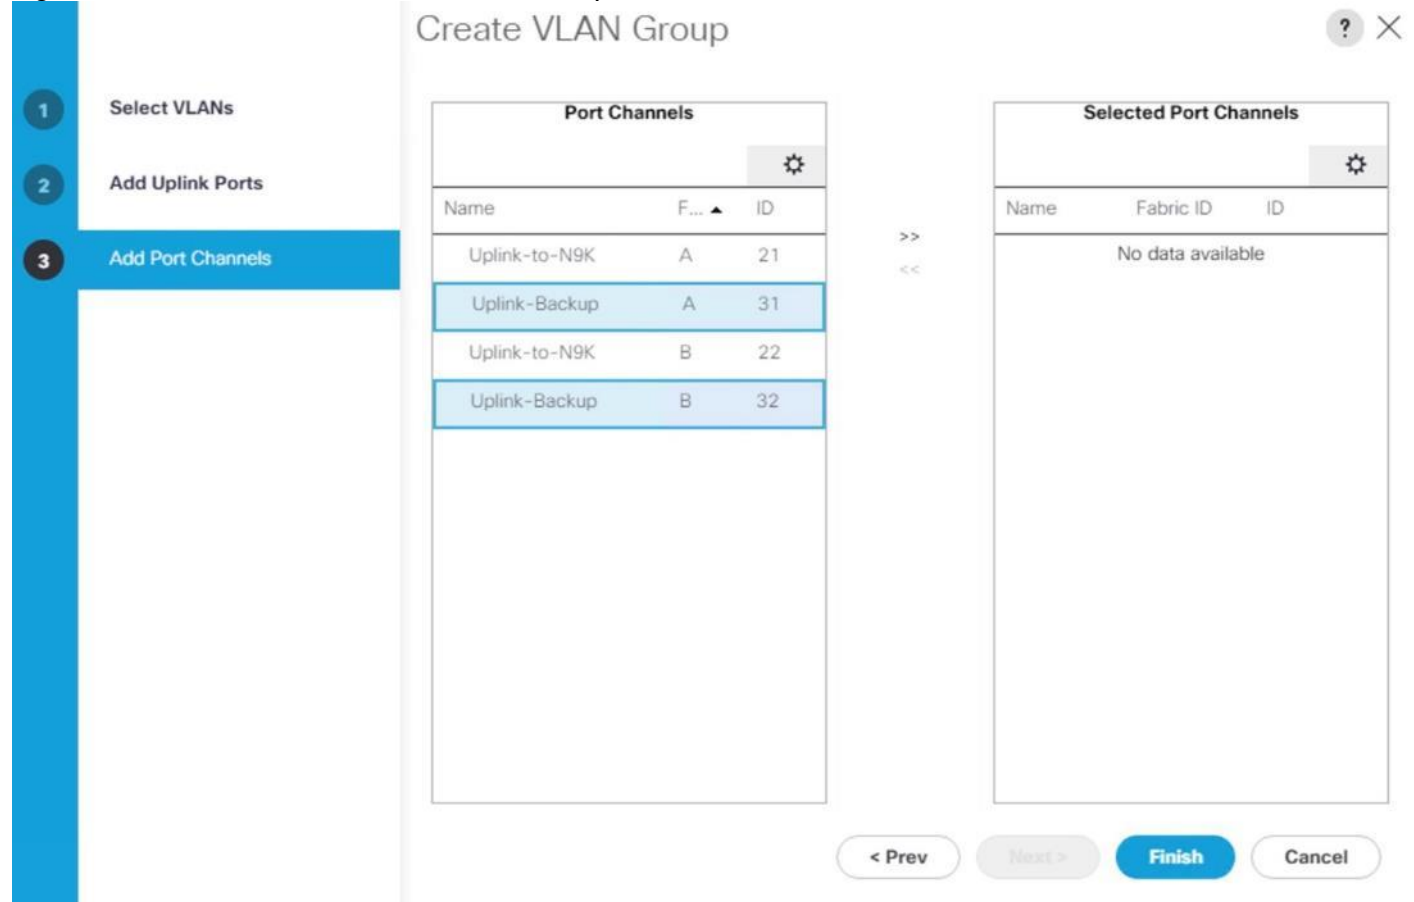 Create VLAN Group
?
1 Select VLANs
2 Add Uplink Ports
3 Add Port Channels
Port Channels
Name F... ▲ ID
Uplink-to-N9K A 21
Uplink-Backup A 31
Uplink-to-N9K B 22
Uplink-Backup B 32
>>
<<
Selected Port Channels
Name Fabric ID ID
No data available
< Prev Next > Finish Cancel